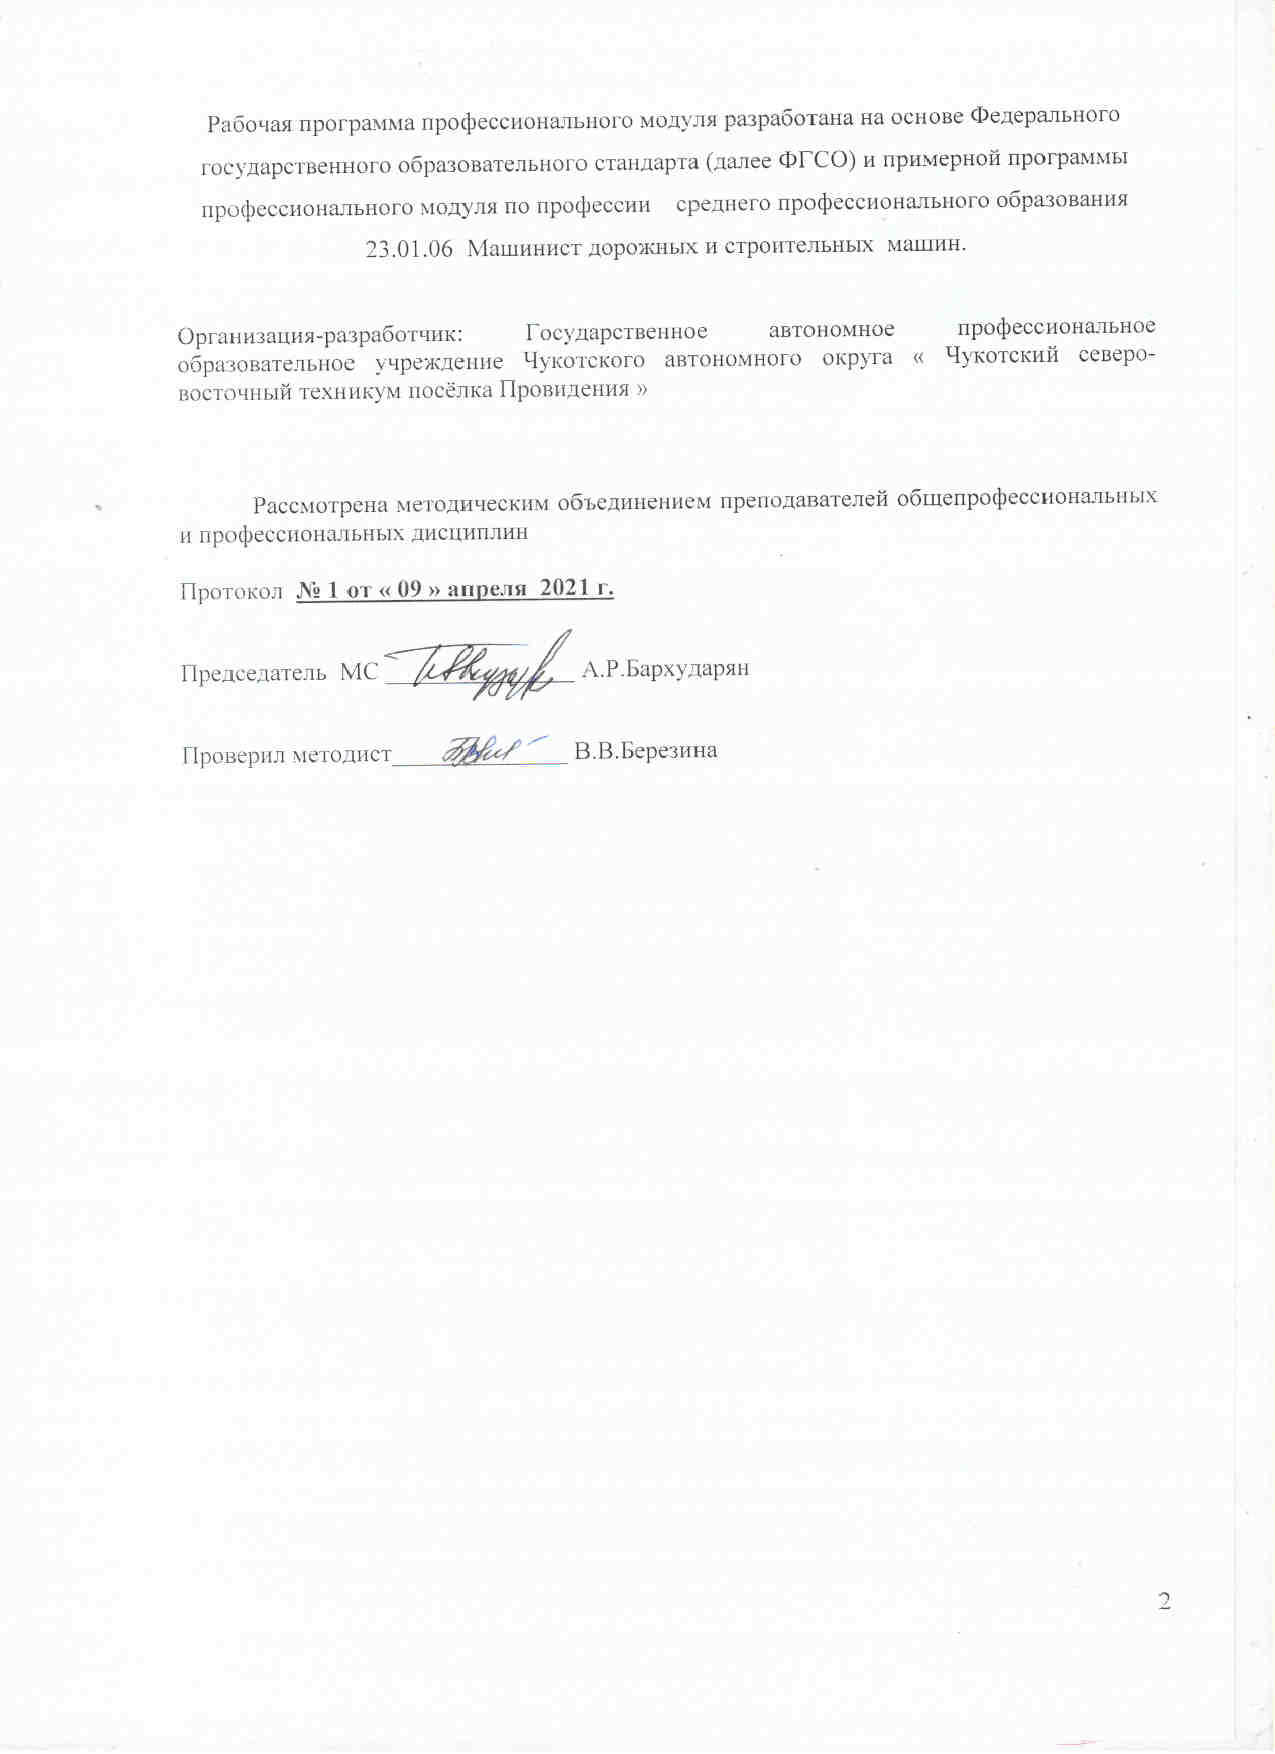 Рабочая программа профессионального модуля разработана на основе Федерального
государственного образовательного стандарта (далее ФГСО) и примерной программы
профессионального модуля по профессии среднего профессионального образования
23.01.06 Машинист дорожных и строительных машин.
Организация-разработчик: Государственное автономное профессиональное
образовательное учреждение Чукотского автономного округа « Чукотский северо-
восточный техникум посёлка Провидения »
Рассмотрена методическим объединением преподавателей общепрофессиональных
и профессиональных дисциплин
Протокол № 1 от « 09 » апреля 2021 г.
Председатель МС ______________ А.Р.Бархударян
Проверил методист______________ В.В.Березина
2